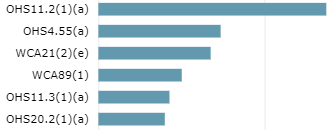 OHS11.2(1)(a)
OHS4.55(a)
WCA21(2)(e)
WCA89(1)
OHS11.3(1)(a)
OHS20.2(1)(a)